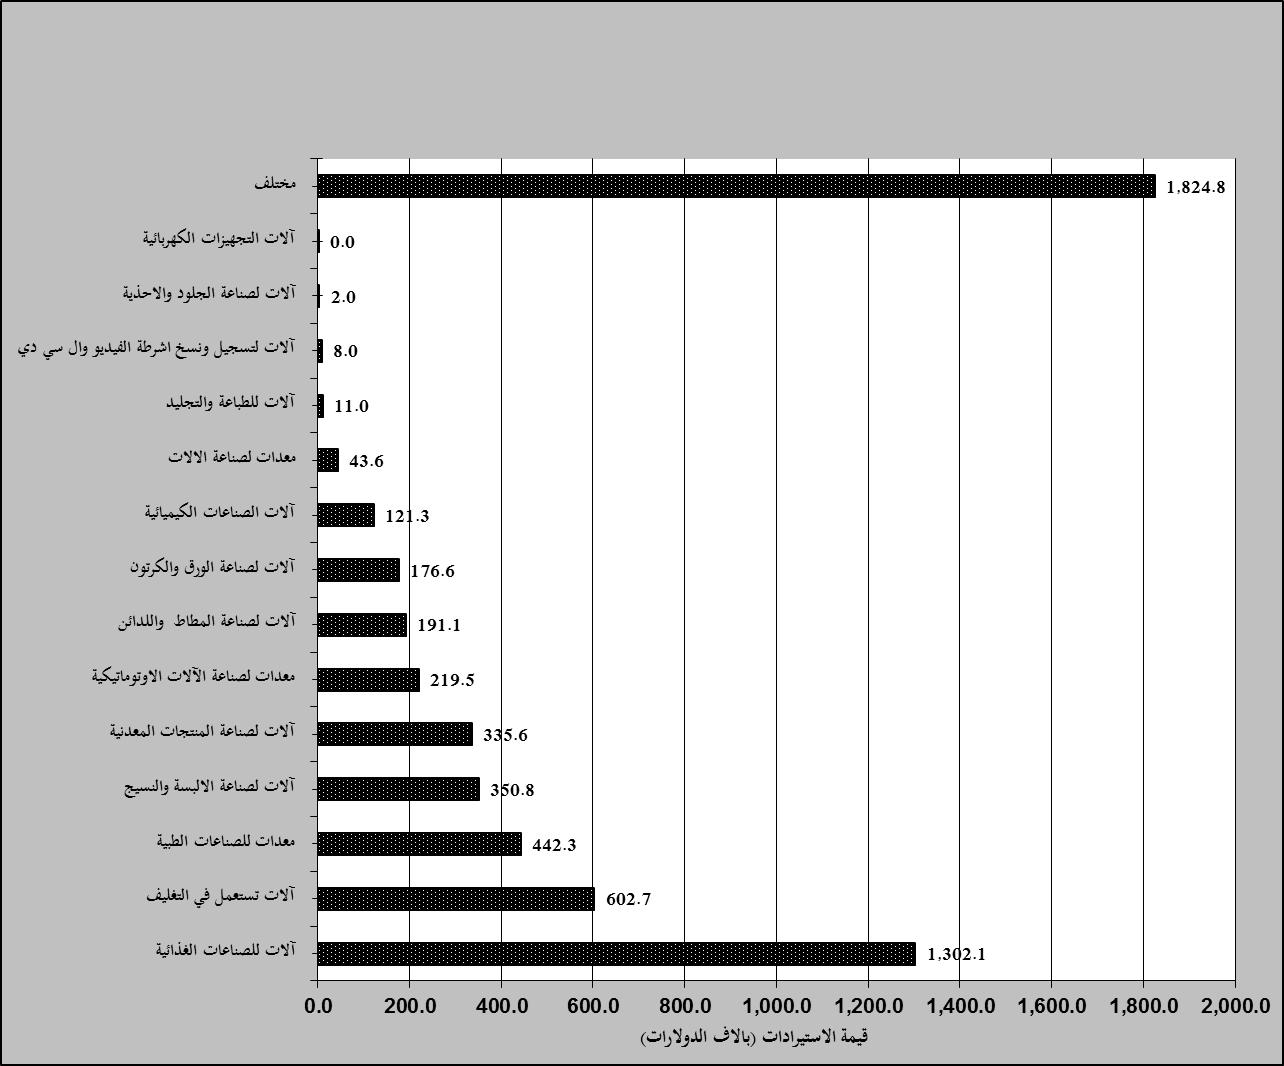 مختلف
1,824.8
آلات التجهيزات الكهربائية
0.0
آلات لصناعة الجلود والاحذية
2.0
آلات لتسجيل ونسخ اشرطة الفيديو وال سي دي
8.0
آلات للطباعة والتجليد
11.0
معدات لصناعة الالات
43.6
آلات الصناعات الكيميائية
121.3
آلات لصناعة الورق والكرتون
176.6
آلات لصناعة المطاط واللدائن
191.1
معدات لصناعة الآلات الاوتوماتيكية
219.5
آلات لصناعة المنتجات المعدنية
335.6
آلات لصناعة الالبسة والنسيج
350.8
معدات للصناعات الطبية
442.3
آلات تستعمل في التغليف
602.7
آلات للصناعات الغذائية
1,302.1
0.0 200.0 400.0 600.0 800.0 1,000.0 1,200.0 1,400.0 1,600.0 1,800.0 2,000.0
قيمة الاستيرادات (بالاف الدولارات)